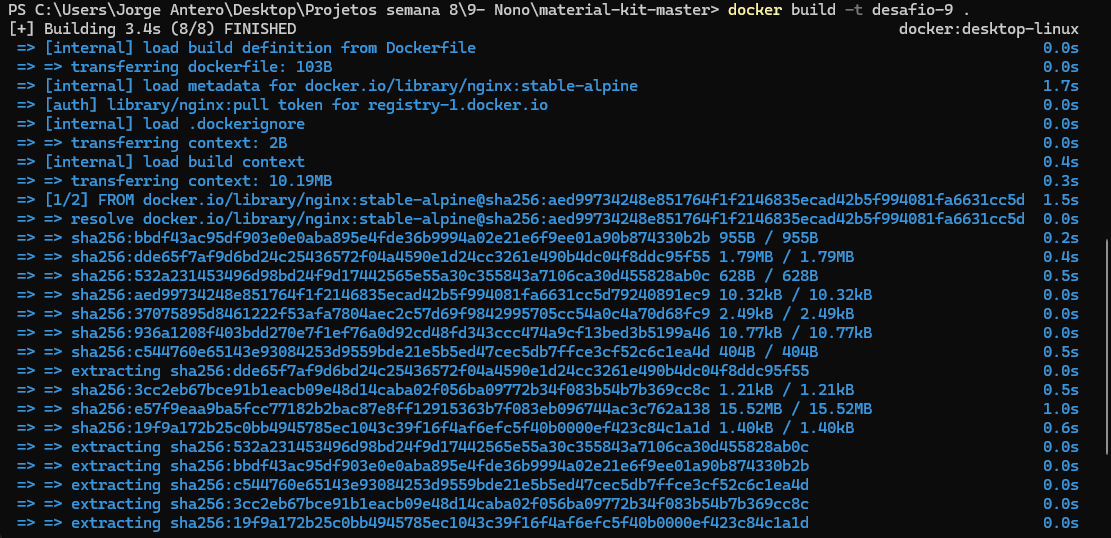 PS C:\Users\Jorge Antero\Desktop\Projetos semana 8\9- Nono\material-kit-master> docker build -t desafio-9 .
[+] Building 3.4s (8/8) FINISHED docker:desktop-linux
=> [internal] load build definition from Dockerfile 0.0s
=> => transferring dockerfile: 103B 0.0s
=> [internal] load metadata for docker.io/library/nginx:stable-alpine 1.7s
=> [auth] library/nginx:pull token for registry-1.docker.io 0.0s
=> [internal] load .dockerignore 0.0s
=> => transferring context: 2B 0.0s
=> [internal] load build context 0.4s
=> => transferring context: 10.19MB 0.3s
=> [1/2] FROM docker.io/library/nginx:stable-alpine@sha256:aed99734248e851764f1f2146835ecad42b5f994081fa6631cc5d 1.5s
=> => resolve docker.io/library/nginx:stable-alpine@sha256:aed99734248e851764f1f2146835ecad42b5f994081fa6631cc5d 0.0s
=> => sha256:bbdf43ac95df903e0e0aba895e4fde36b9994a02e21e6f9ee01a90b874330b2b 955B / 955B 0.2s
=> => sha256:dde65f7af9d6bd24c25436572f04a4590e1d24cc3261e490b4dc04f8ddc95f55 1.79MB / 1.79MB 0.4s
=> => sha256:532a231453496d98bd24f9d17442565e55a30c355843a7106ca30d455828ab0c 628B / 628B 0.5s
=> => sha256:aed99734248e851764f1f2146835ecad42b5f994081fa6631cc5d79240891ec9 10.32kB / 10.32kB 0.0s
=> => sha256:37075895d8461222f53afa7804aec2c57d69f9842995705cc54a0c4a70d68fc9 2.49kB / 2.49kB 0.0s
=> => sha256:936a1208f403bdd270e7f1ef76a0d92cd48fd343ccc474a9cf13bed3b5199a46 10.77kB / 10.77kB 0.0s
=> => sha256:c544760e65143e93084253d9559bde21e5b5ed47cec5db7ffce3cf52c6c1ea4d 404B / 404B 0.5s
=> => extracting sha256:dde65f7af9d6bd24c25436572f04a4590e1d24cc3261e490b4dc04f8ddc95f55 0.0s
=> => sha256:3cc2eb67bce91b1eacb09e48d14caba02f056ba09772b34f083b54b7b369cc8c 1.21kB / 1.21kB 0.5s
=> => sha256:e57f9eaa9ba5fcc77182b2bac87e8ff12915363b7f083eb096744ac3c762a138 15.52MB / 15.52MB 1.0s
=> => sha256:19f9a172b25c0bb4945785ec1043c39f16f4af6efc5f40b0000ef423c84c1a1d 1.40kB / 1.40kB 0.6s
=> => extracting sha256:532a231453496d98bd24f9d17442565e55a30c355843a7106ca30d455828ab0c 0.0s
=> => extracting sha256:bbdf43ac95df903e0e0aba895e4fde36b9994a02e21e6f9ee01a90b874330b2b 0.0s
=> => extracting sha256:c544760e65143e93084253d9559bde21e5b5ed47cec5db7ffce3cf52c6c1ea4d 0.0s
=> => extracting sha256:3cc2eb67bce91b1eacb09e48d14caba02f056ba09772b34f083b54b7b369cc8c 0.0s
=> => extracting sha256:19f9a172b25c0bb4945785ec1043c39f16f4af6efc5f40b0000ef423c84c1a1d 0.0s